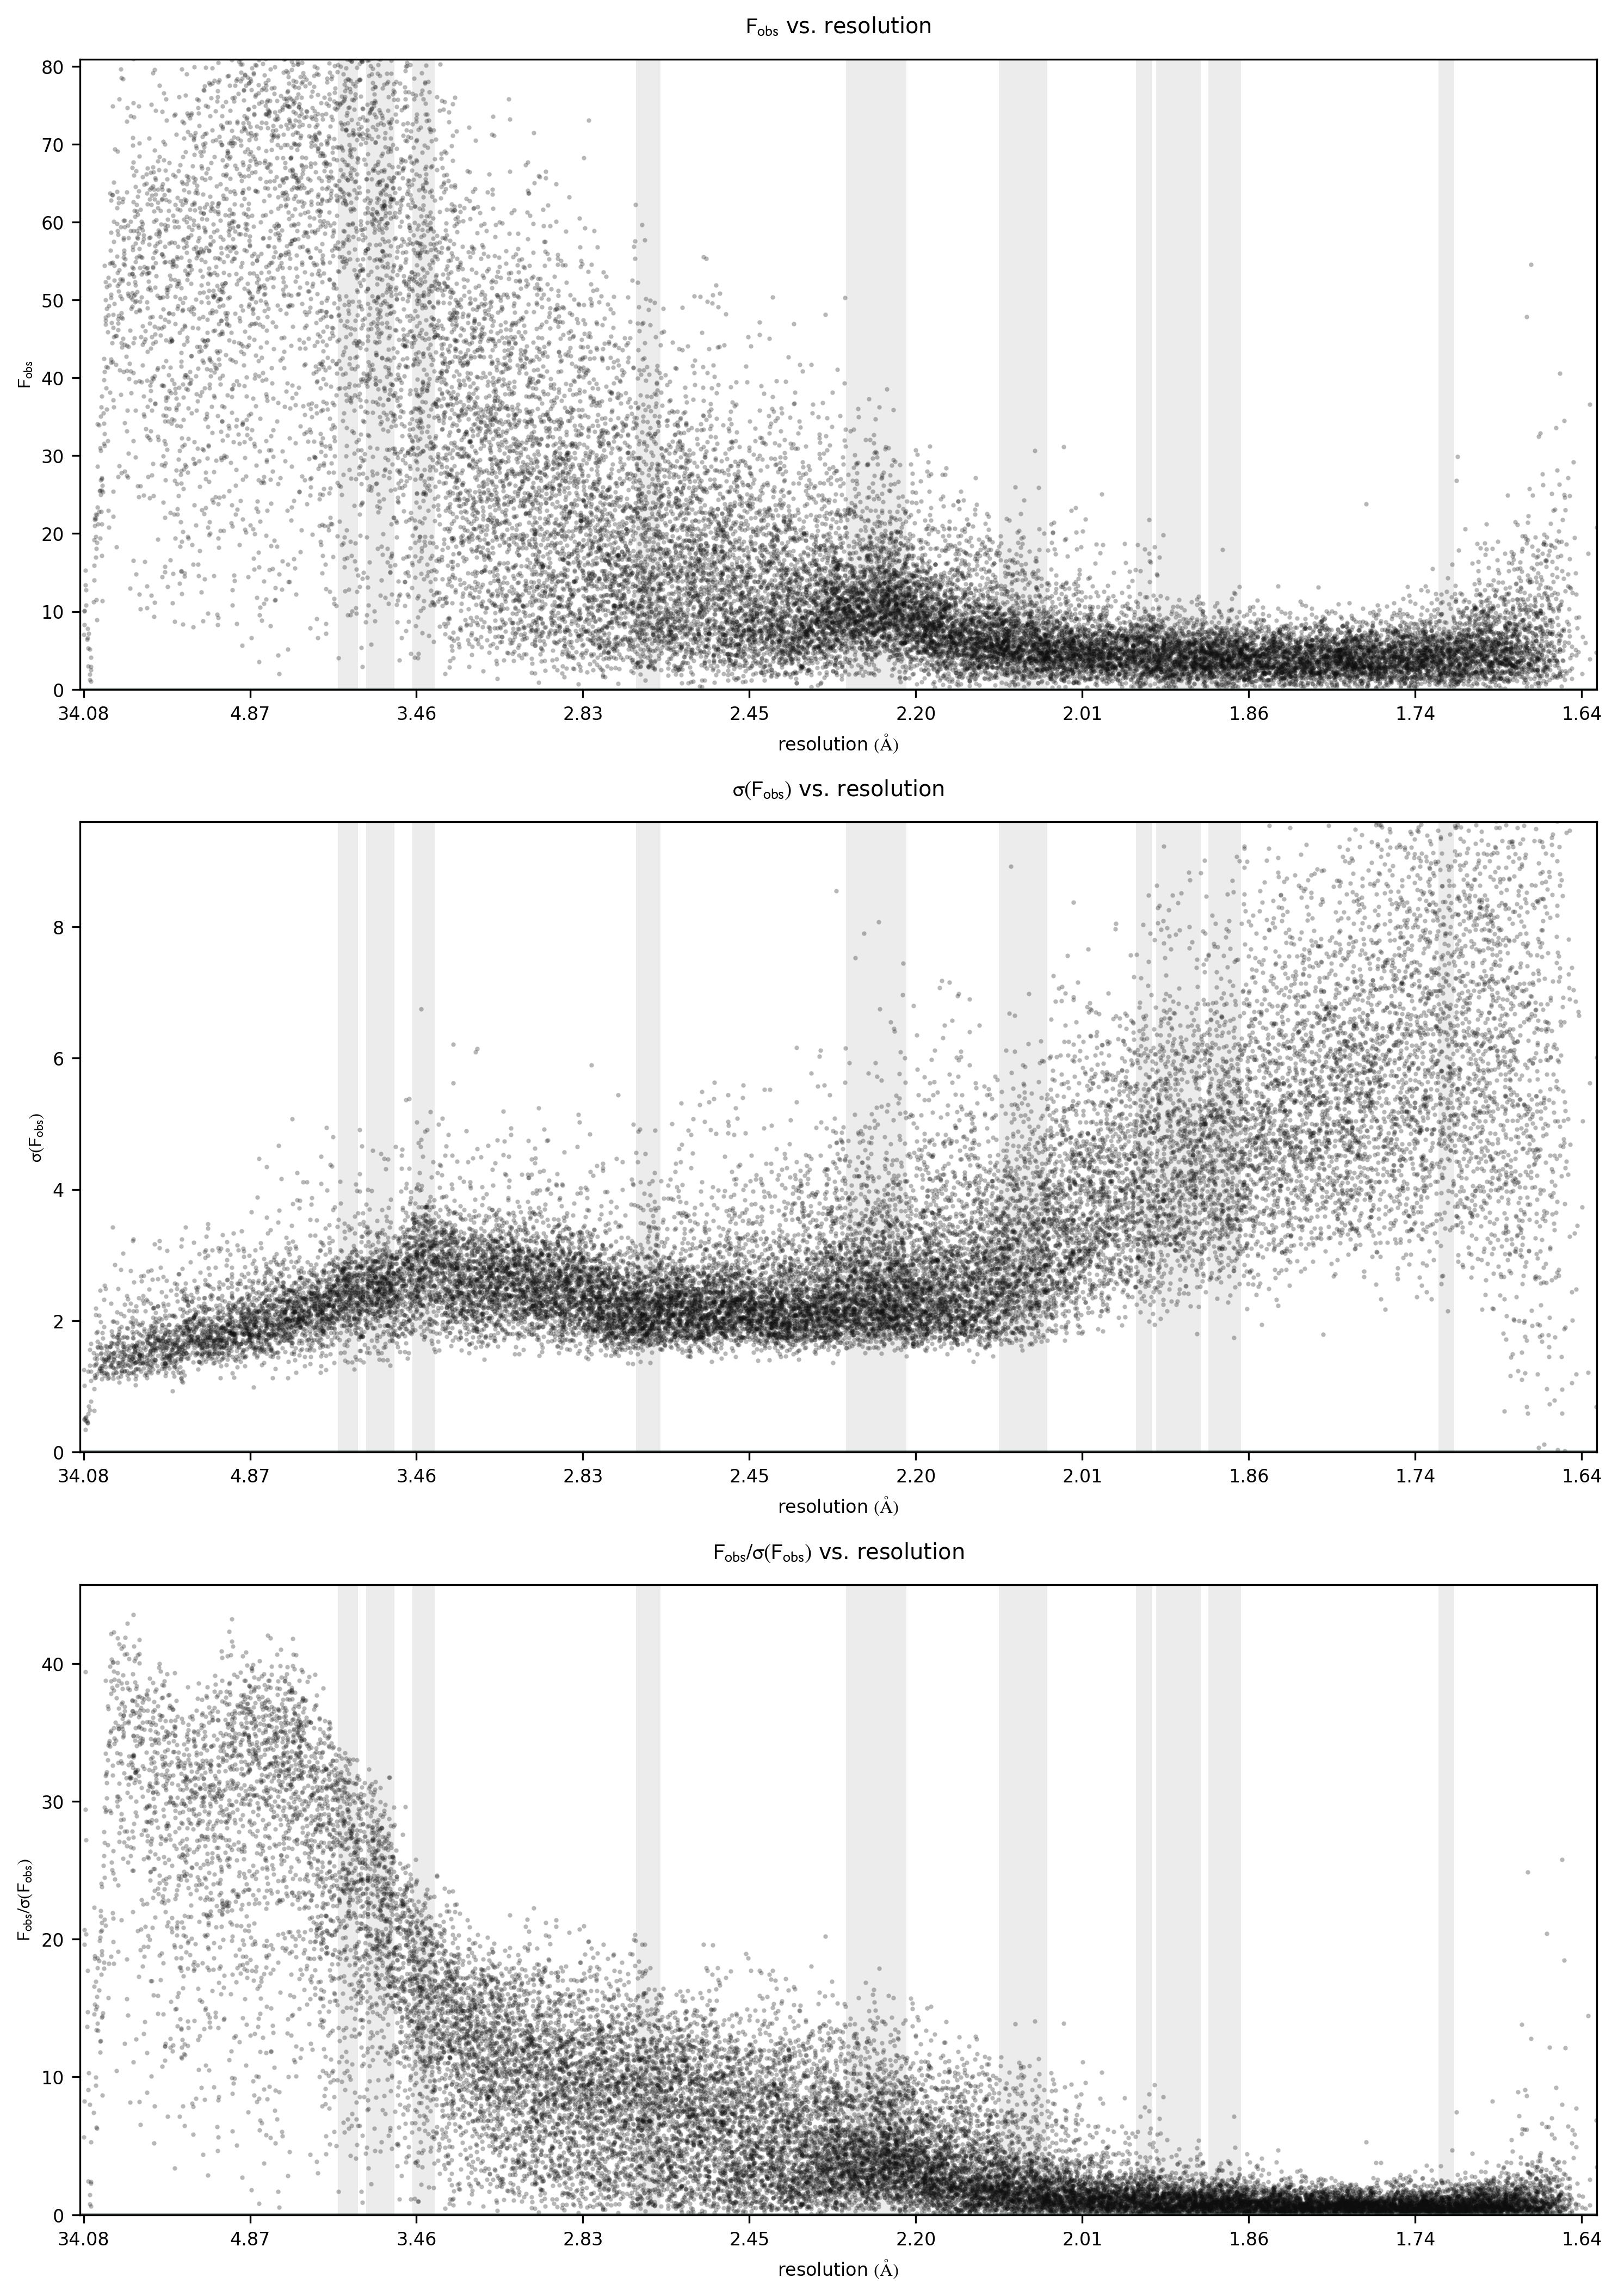 Fobs vs. resolution
80
70
60
50
40
30
20
10
0
Fobs
34.08 4.87 3.46 2.83 2.45 2.20 2.01 1.86 1.74 1.64
resolution (Å)
σ(Fobs) vs. resolution
8
6
4
2
0
σ(Fobs)
34.08 4.87 3.46 2.83 2.45 2.20 2.01 1.86 1.74 1.64
resolution (Å)
Fobs/σ(Fobs) vs. resolution
40
30
20
10
0
Fobs/σ(Fobs)
34.08 4.87 3.46 2.83 2.45 2.20 2.01 1.86 1.74 1.64
resolution (Å)